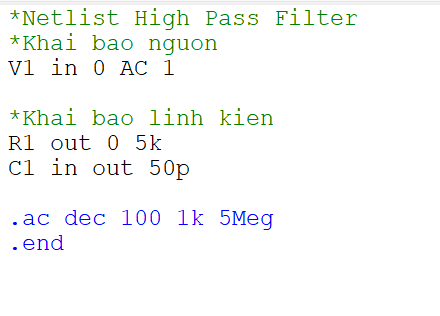 *Netlist High Pass Filter
*Khai bao nguon
V1 in 0 AC 1
*Khai bao linh kien
R1 out 0 5k
C1 in out 50p
.ac dec 100 1k 5Meg
.end